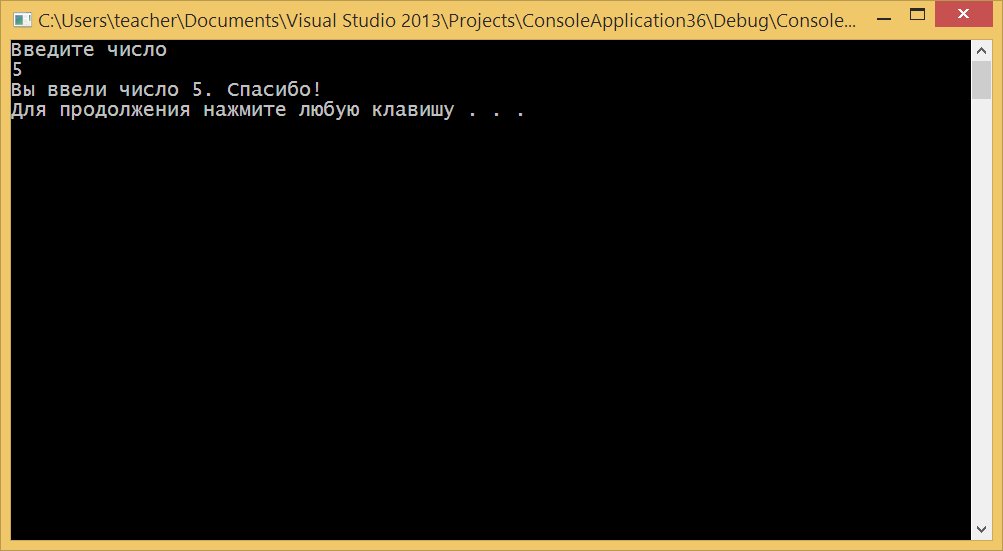 C:\Users\teacher\Documents\Visual Studio 2013\Projects\ConsoleApplication36\Debug\Console...
Введите число
5
Вы ввели число 5. Спасибо!
Для продолжения нажмите любую клавишу . . .